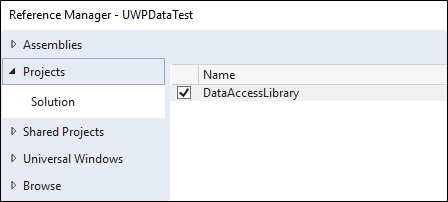 Reference Manager - UWPDataTest
Assemblies
Projects
Solution
Shared Projects
Universal Windows
Browse
Name
DataAccessLibrary